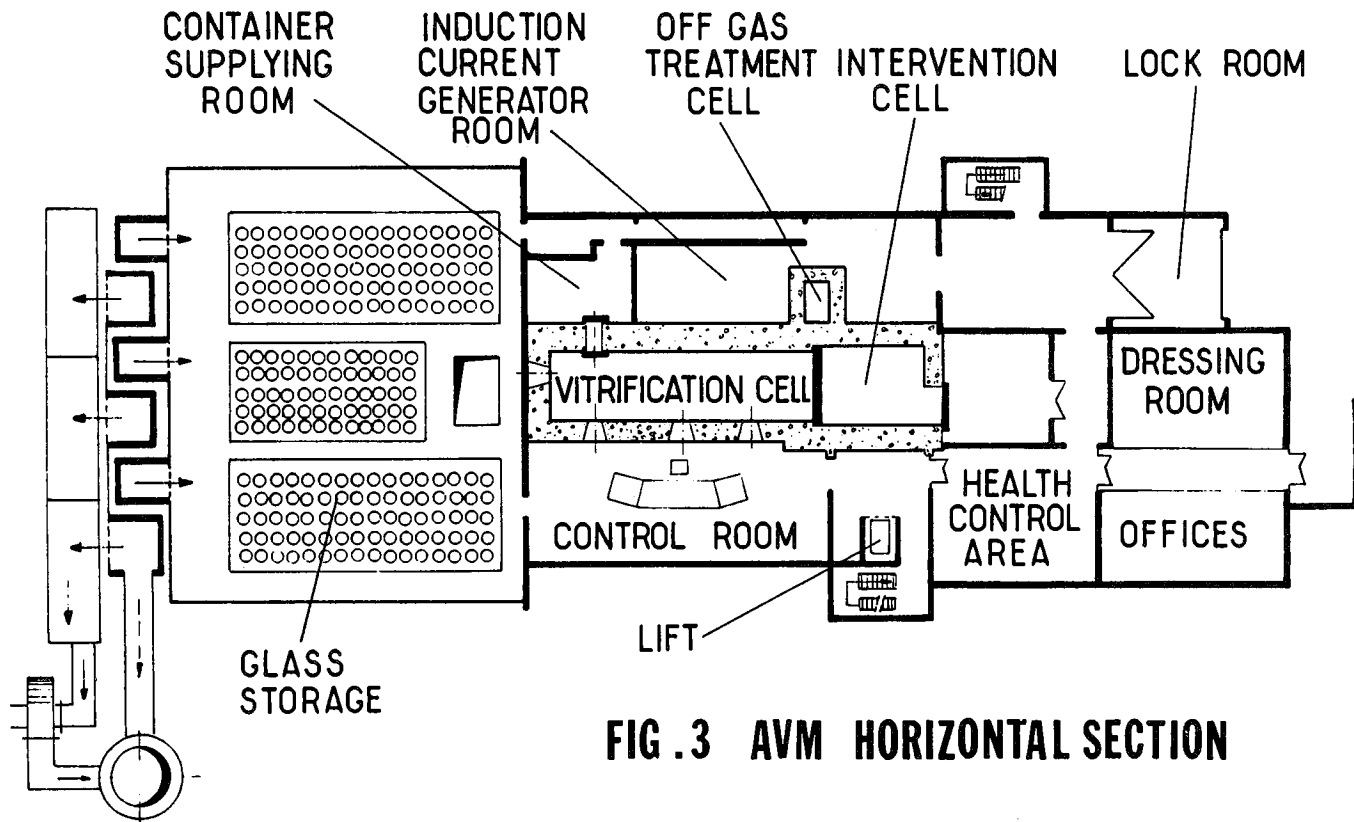 CONTAINER
SUPPLYING
ROOM
INDUCTION
CURRENT
GENERATOR
ROOM
OFF GAS
TREATMENT
CELL
INTERVENTION
CELL
LOCK ROOM
VITRIFICATION CELL
DRESSING
ROOM
CONTROL ROOM
HEALTH
CONTROL
AREA
OFFICES
LIFT
GLASS
STORAGE
FIG.3 AVM HORIZONTAL SECTION